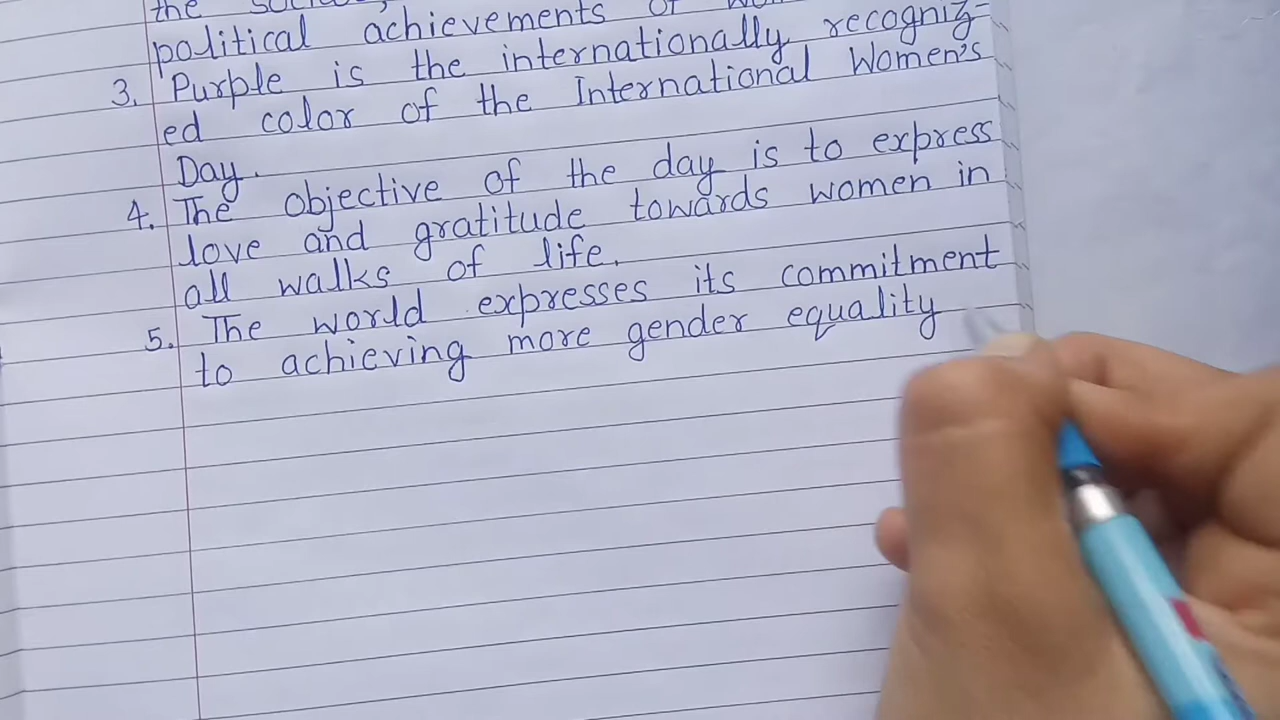 the
political achievements of
3. Purple is the internationally recogniz-
ed color of the International Women's
Day.
4. The objective of the day is to express
love and gratitude towards women in
all walks of life.
5. The world expresses its commitment
to achieving more gender equality